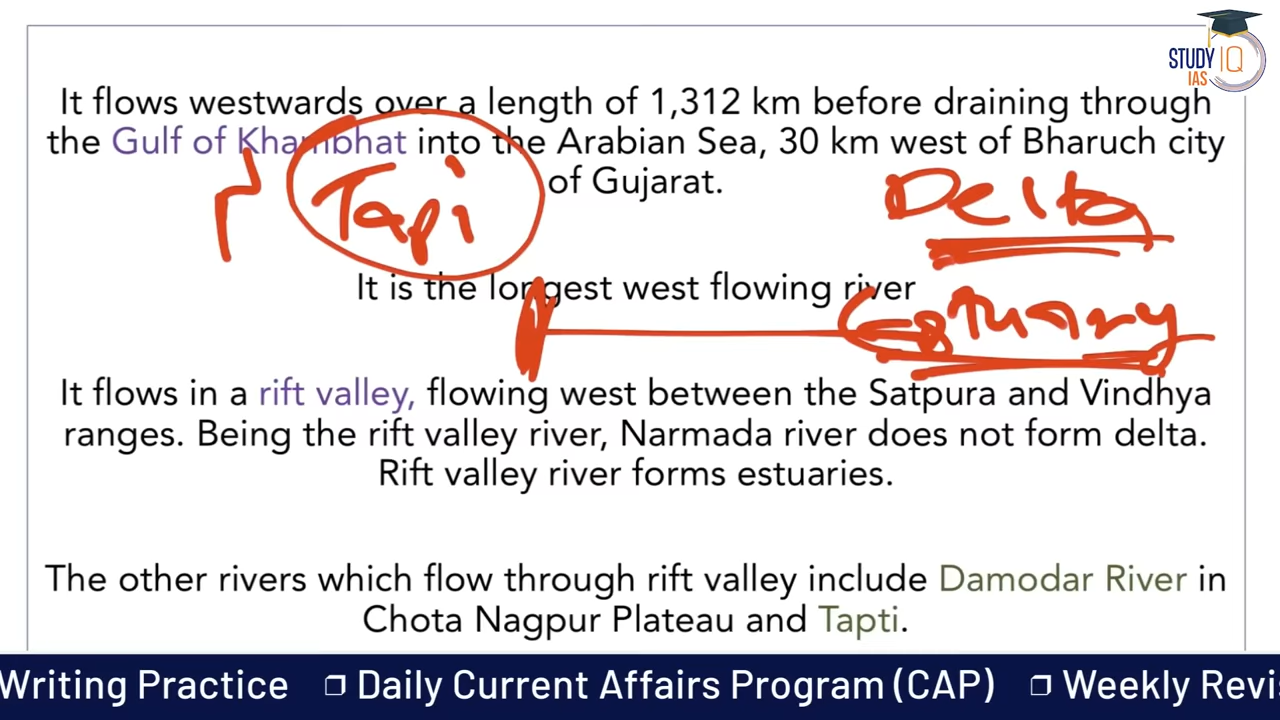 STUDY IQ
IAS
It flows westwards over a length of 1,312 km before draining through
the Gulf of Khambhat into the Arabian Sea, 30 km west of Bharuch city
of Gujarat.
Tapi
Delta
It is the longest west flowing river
Estuary
It flows in a rift valley, flowing west between the Satpura and Vindhya
ranges. Being the rift valley river, Narmada river does not form delta.
Rift valley river forms estuaries.
The other rivers which flow through rift valley include Damodar River in
Chota Nagpur Plateau and Tapti.
Writing Practice ❐ Daily Current Affairs Program (CAP) ❐ Weekly Revis